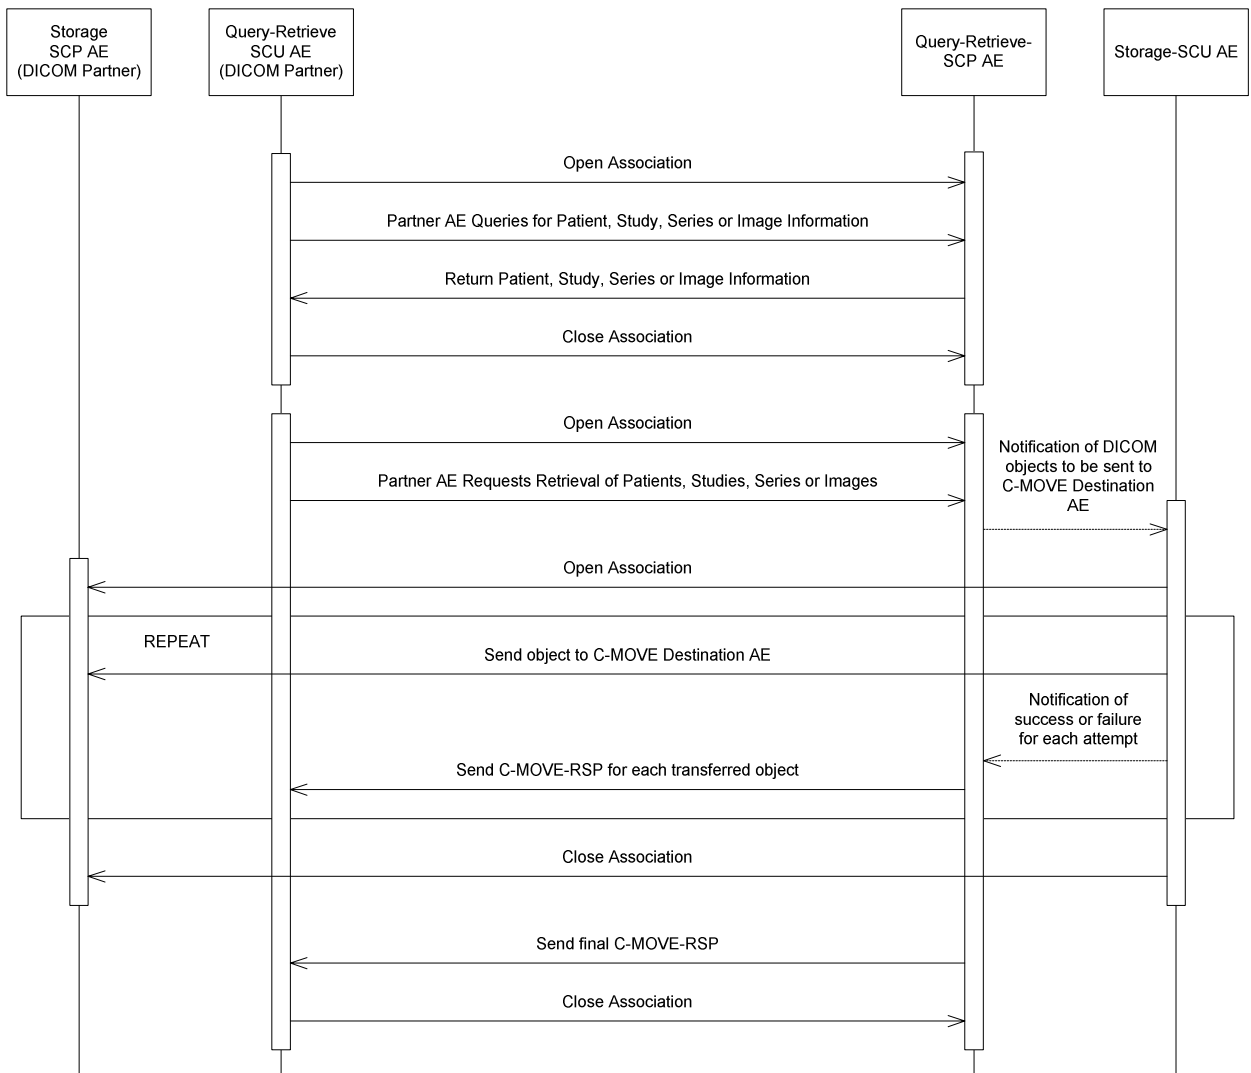 Storage
SCP AE
(DICOM Partner)
Query-Retrieve
SCU AE
(DICOM Partner)
Query-Retrieve-
SCP AE
Storage-SCU AE
Open Association
Partner AE Queries for Patient, Study, Series or Image Information
Return Patient, Study, Series or Image Information
Close Association
Open Association
Notification of DICOM
objects to be sent to
C-MOVE Destination
AE
Partner AE Requests Retrieval of Patients, Studies, Series or Images
Open Association
REPEAT
Send object to C-MOVE Destination AE
Notification of
success or failure
for each attempt
Send C-MOVE-RSP for each transferred object
Close Association
Send final C-MOVE-RSP
Close Association